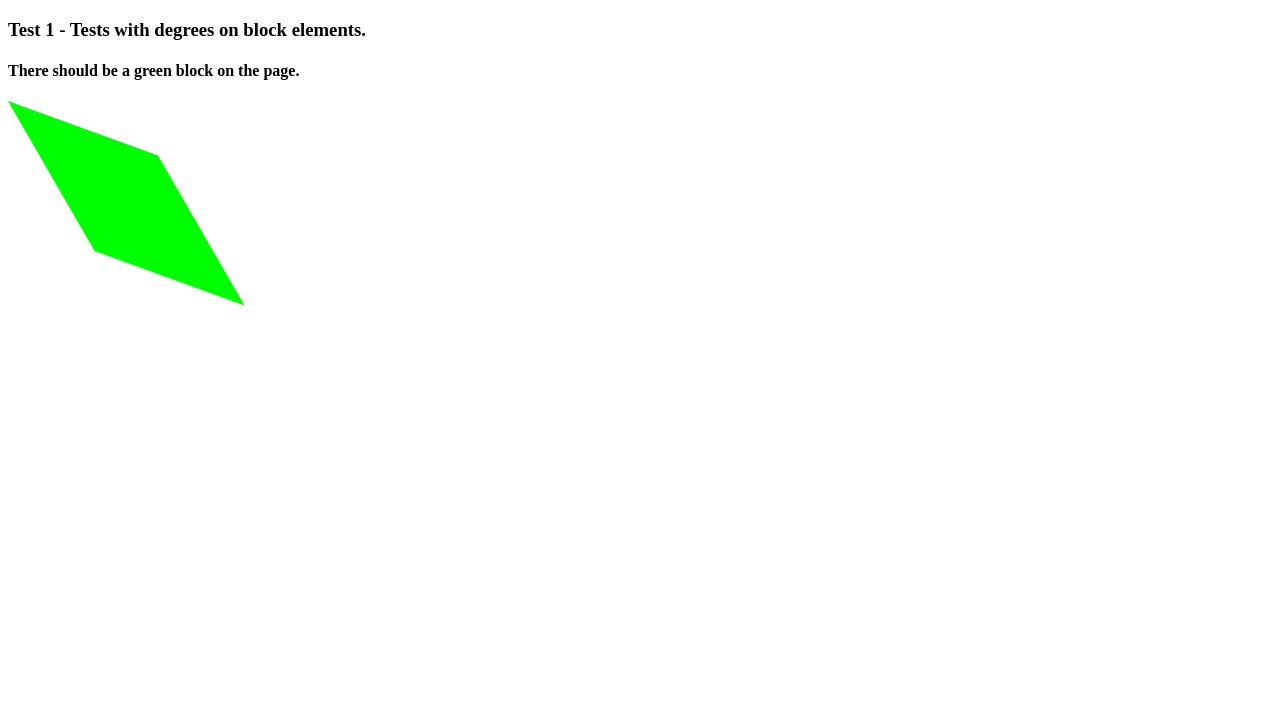 Test 1 - Tests with degrees on block elements.
There should be a green block on the page.